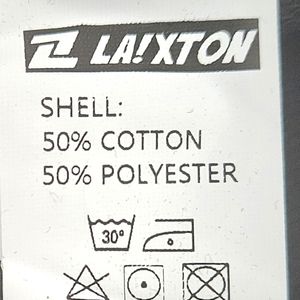 LA!XTON
SHELL:
50% COTTON
50% POLYESTER
30°